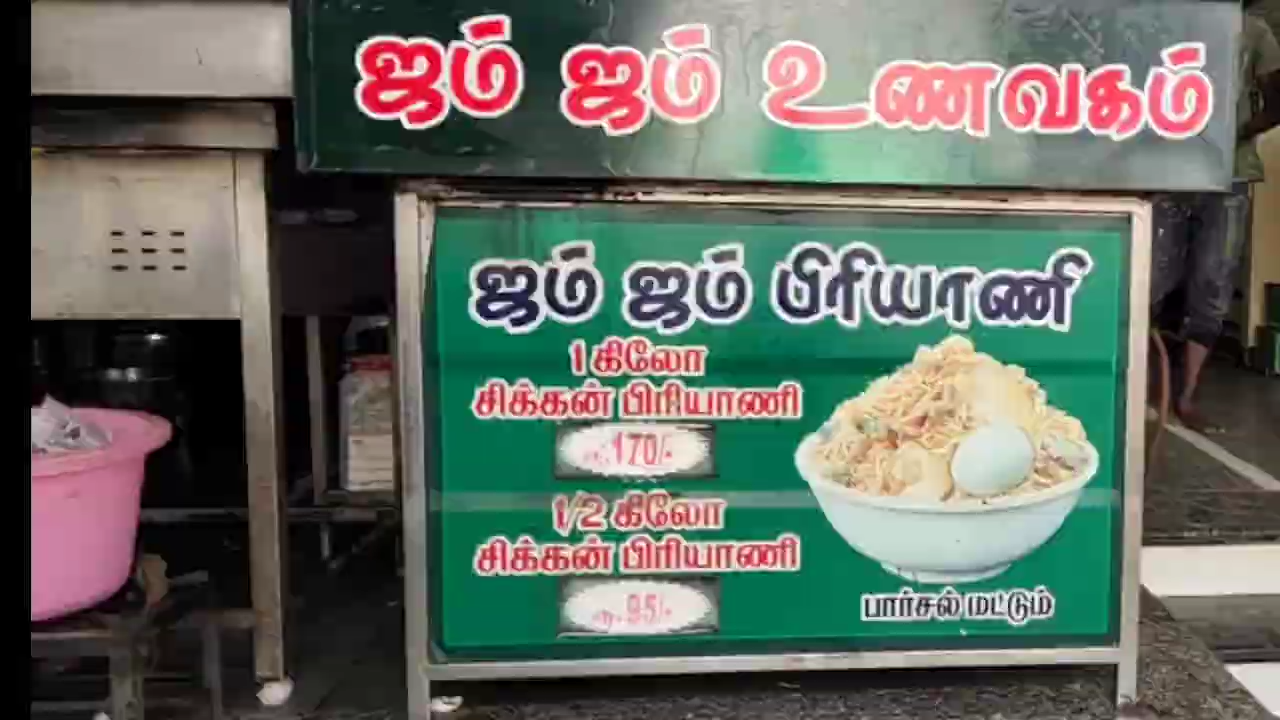 ஜம் ஜம் உணவகம்
ஜம் ஜம் பிரியாணி
1 கிலோ
சிக்கன் பிரியாணி
ரூ.170/-
1/2 கிலோ
சிக்கன் பிரியாணி
ரூ.95/-
பார்சல் மட்டும்